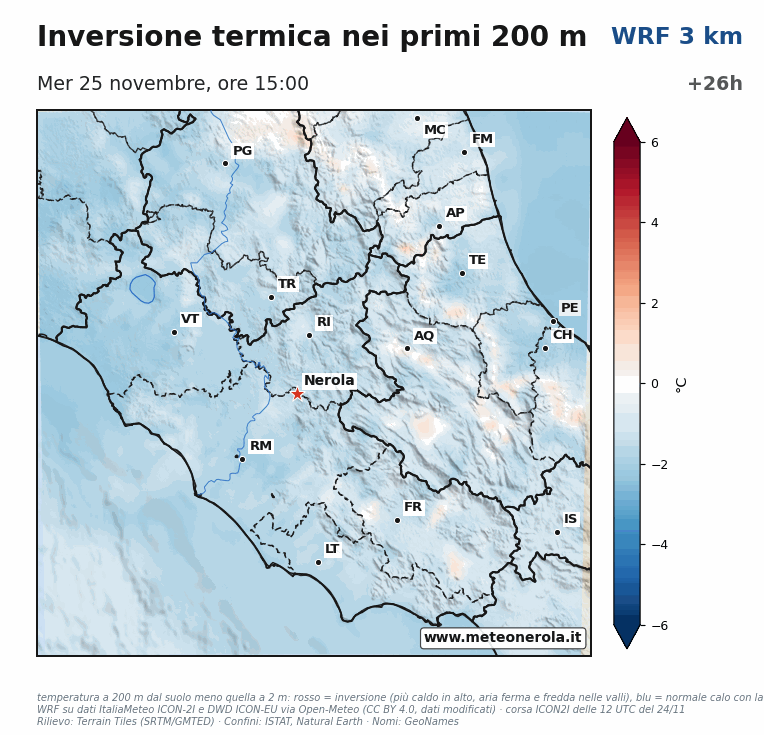 Inversione termica nei primi 200 m WRF 3 km
Mer 25 novembre, ore 15:00 +26h
MC
FM
PG
AP
TE
TR
PE
VT
RI
AQ
CH
Nerola
RM
FR
IS
LT
www.meteonerola.it
6
4
2
0
−2
−4
−6
°C
temperatura a 200 m dal suolo meno quella a 2 m: rosso = inversione (più caldo in alto, aria ferma e fredda nelle valli), blu = normale calo con la
WRF su dati ItaliaMeteo ICON-2I e DWD ICON-EU via Open-Meteo (CC BY 4.0, dati modificati) · corsa ICON2I delle 12 UTC del 24/11
Rilievo: Terrain Tiles (SRTM/GMTED) · Confini: ISTAT, Natural Earth · Nomi: GeoNames